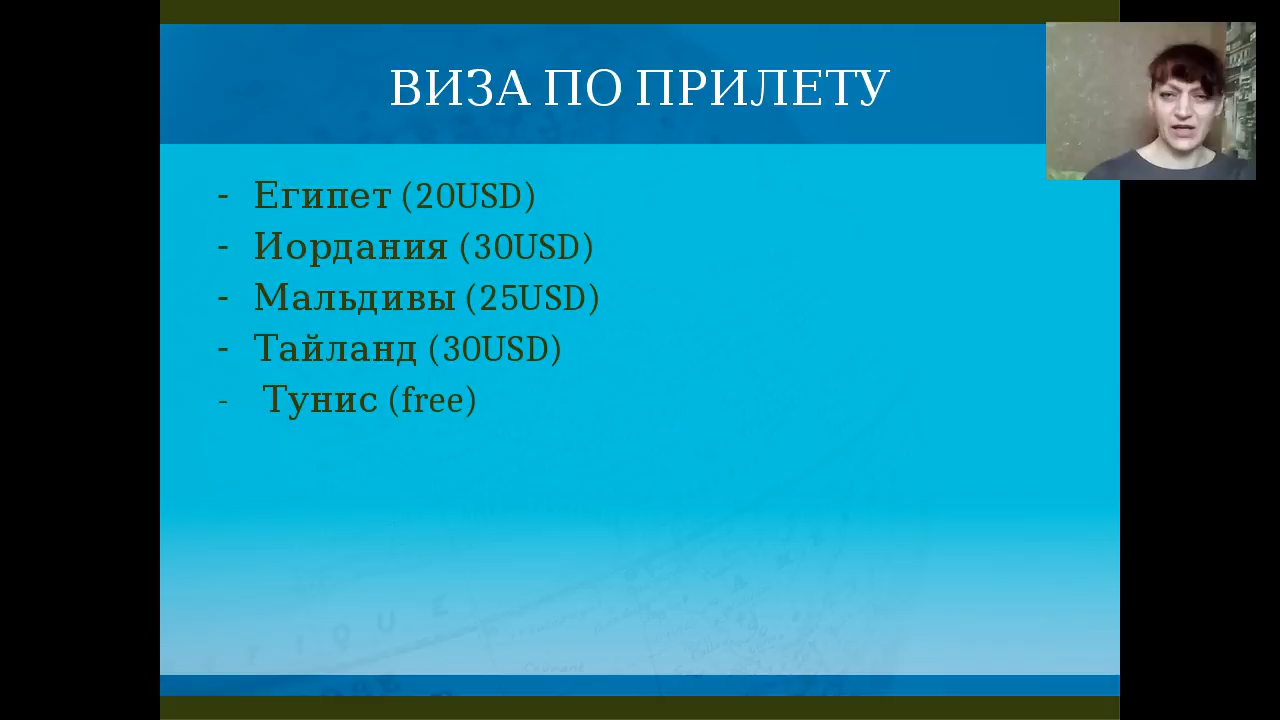 ВИЗА ПО ПРИЛЕТУ
- Египет (20USD)
- Иордания (30USD)
- Мальдивы (25USD)
- Тайланд (30USD)
- Тунис (free)